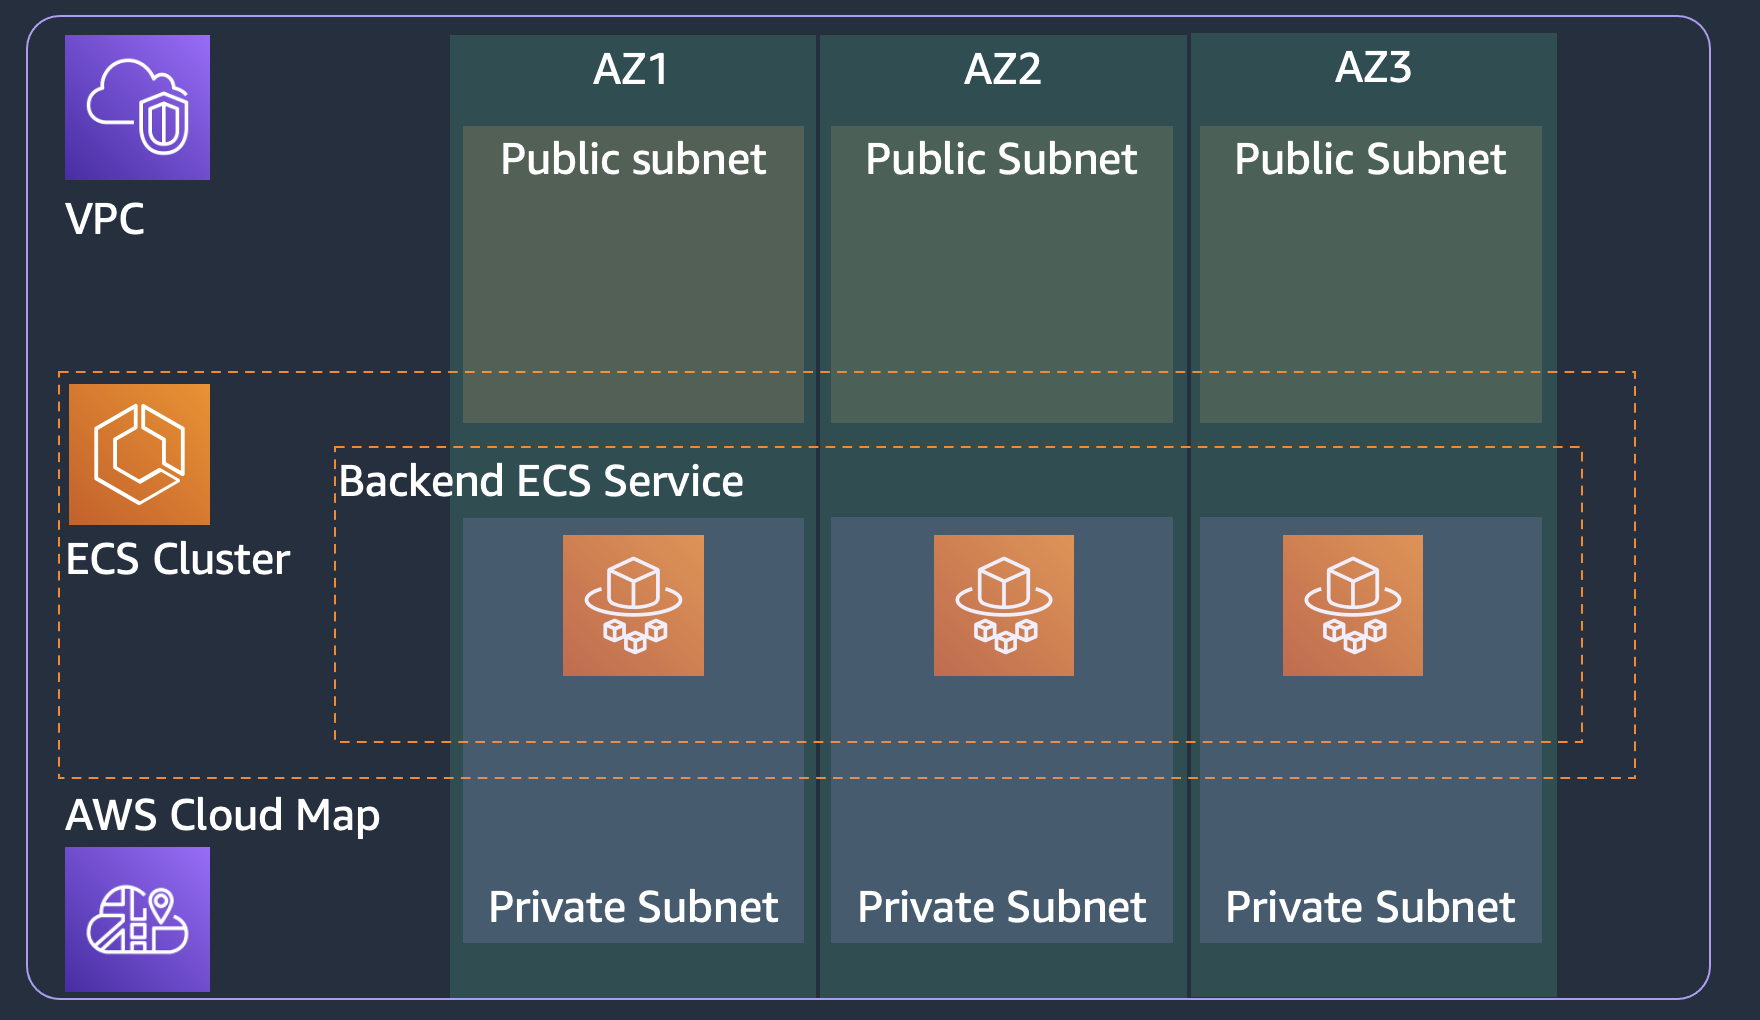 VPC
AZ1
AZ2
AZ3
Public subnet
Public Subnet
Public Subnet
ECS Cluster
Backend ECS Service
AWS Cloud Map
Private Subnet
Private Subnet
Private Subnet